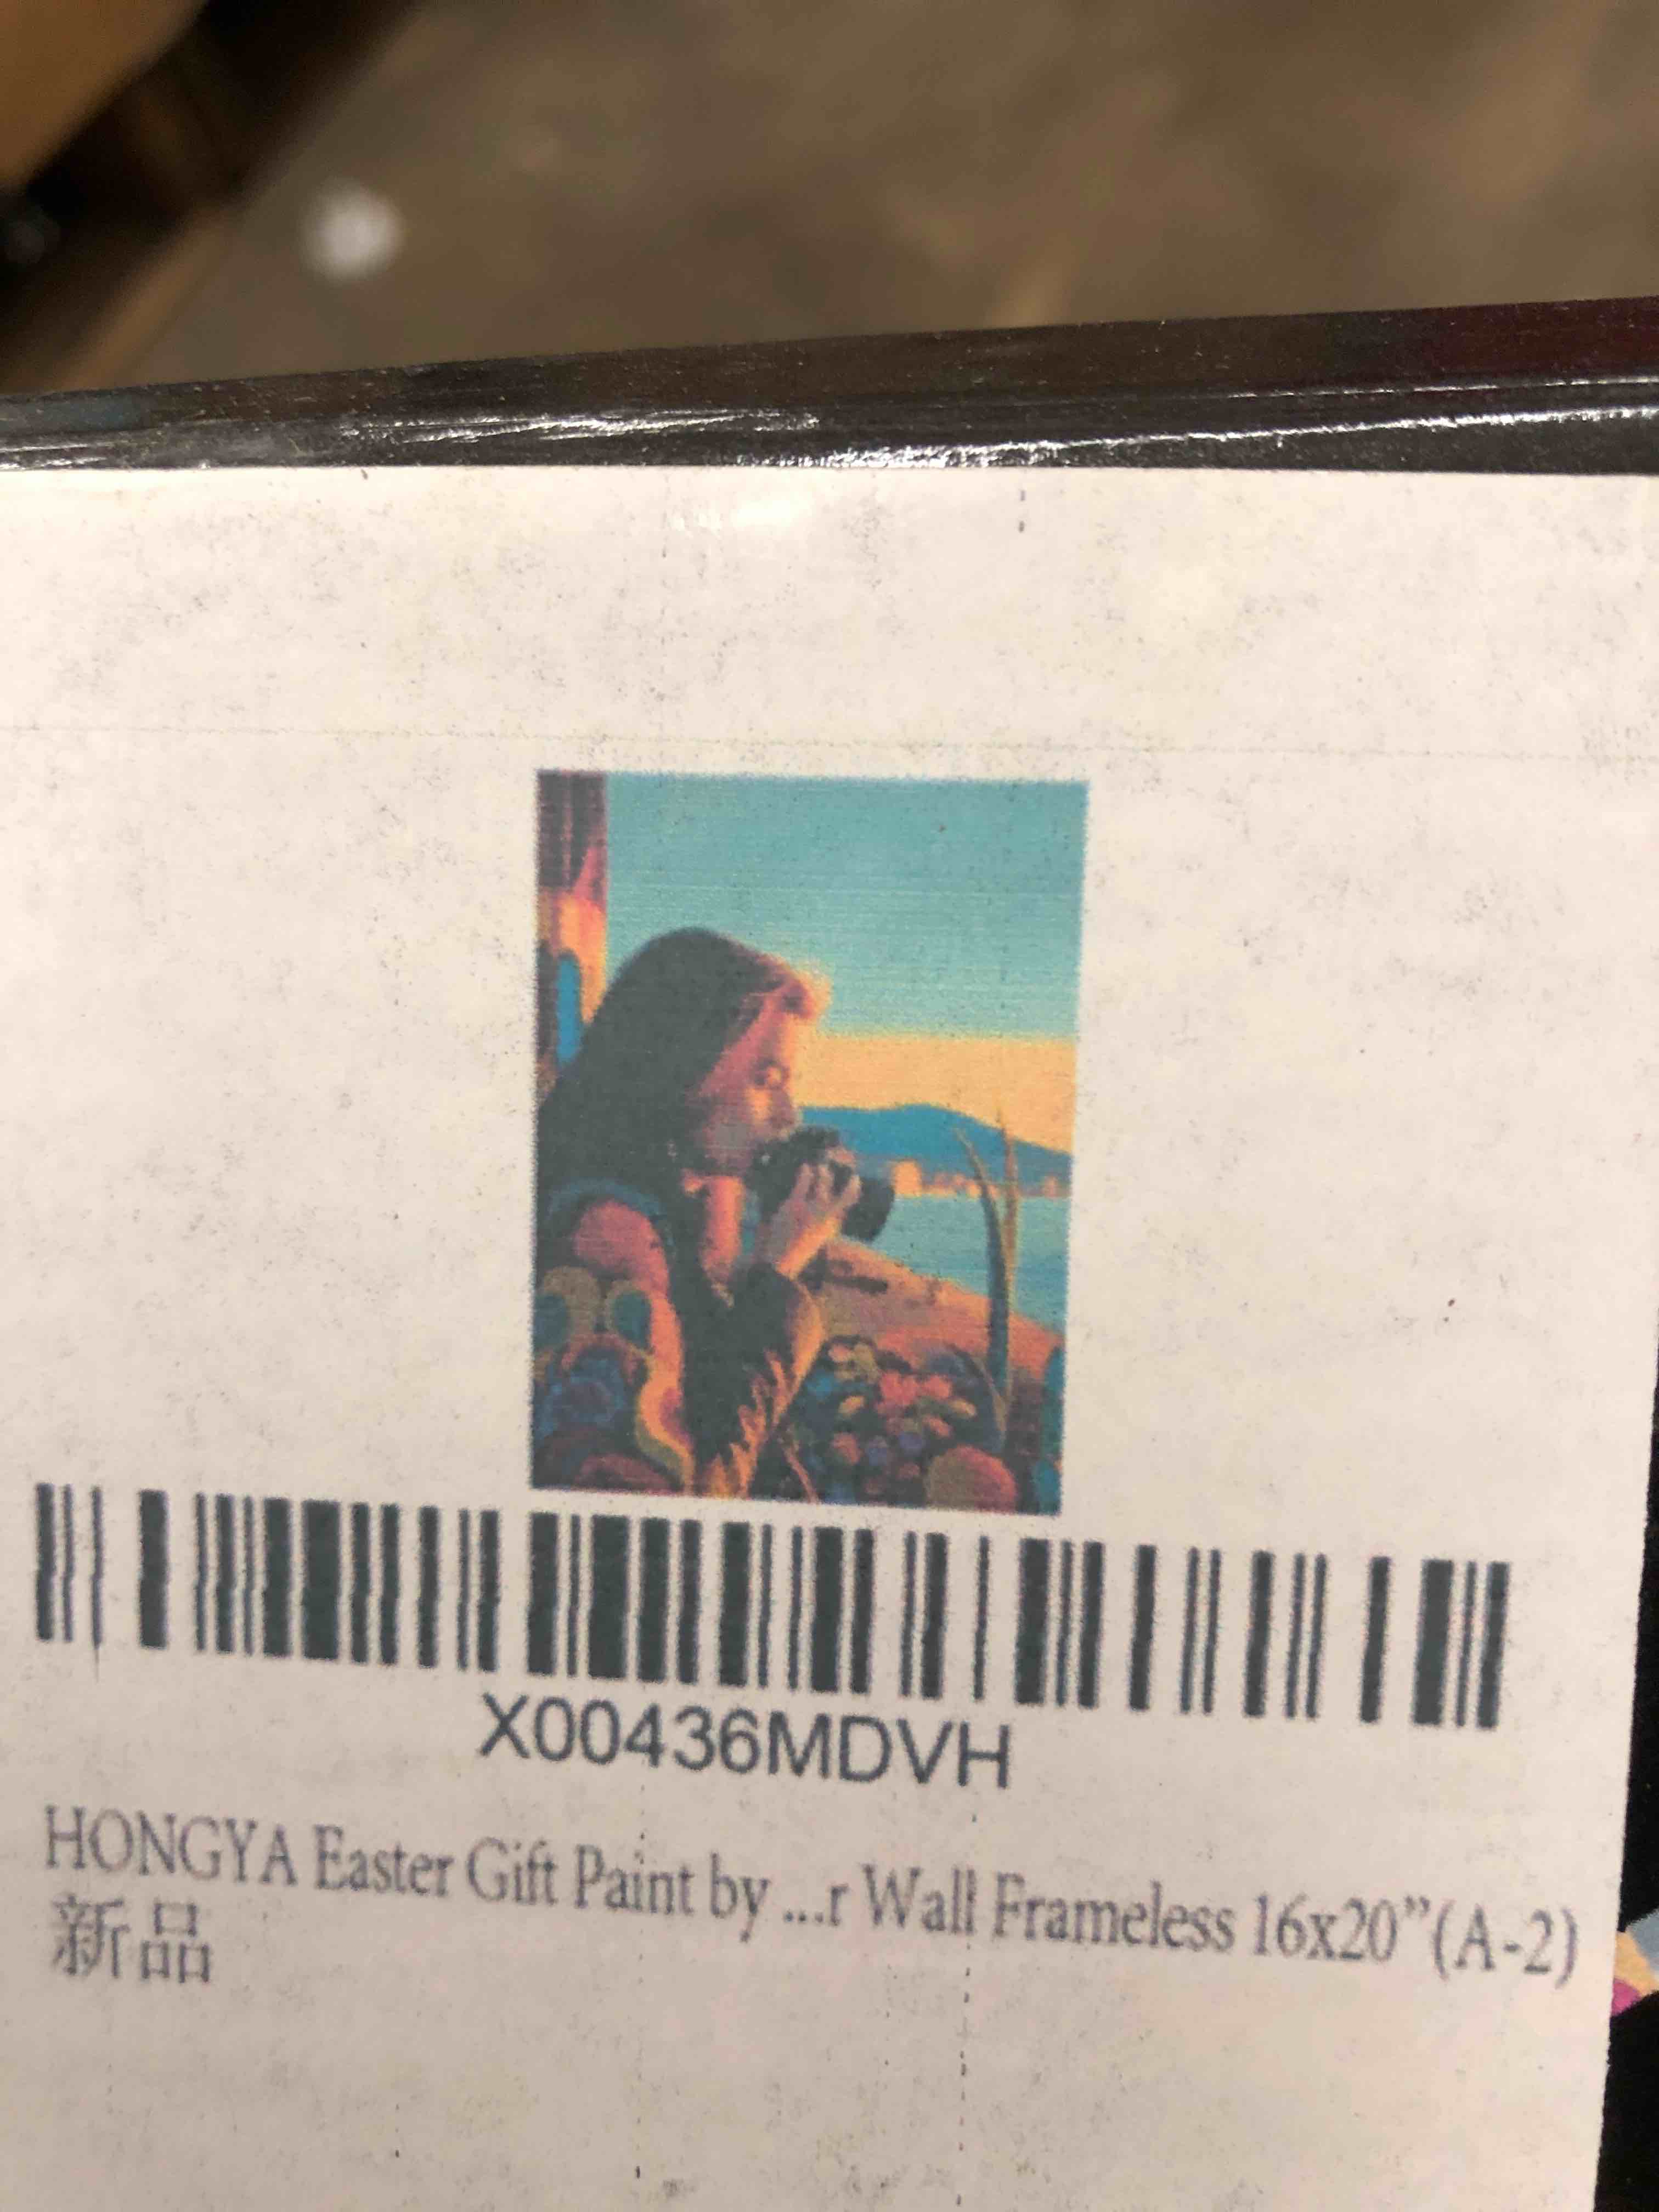 X00436MDVH
HONGYA Easter Gift Paint by ...r Wall Frameless 16x20”(A-2)
新品